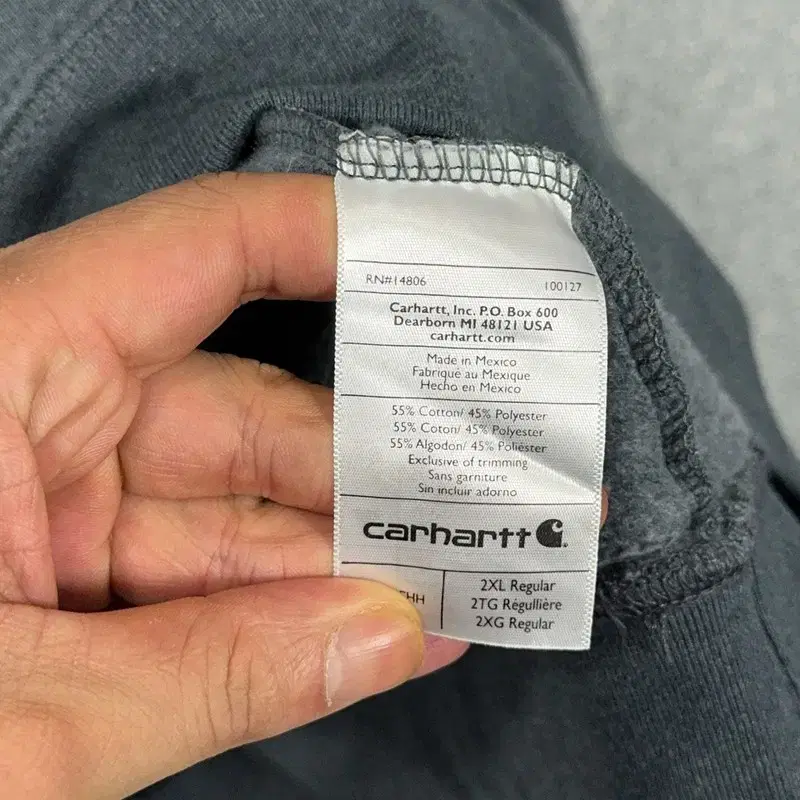 RN#14806 100127
Carhartt, Inc. P.O. Box 600
Dearborn MI 48121 USA
carhartt.com
Made in Mexico
Fabriqué au Mexique
Hecho en México
55% Cotton/ 45% Polyester
55% Coton/ 45% Polyester
55% Algodon/ 45% Poliéster
Exclusive of trimming
Sans garniture
Sin incluir adorno
carhartt
2XL Regular
2TG Régullière
2XG Regular